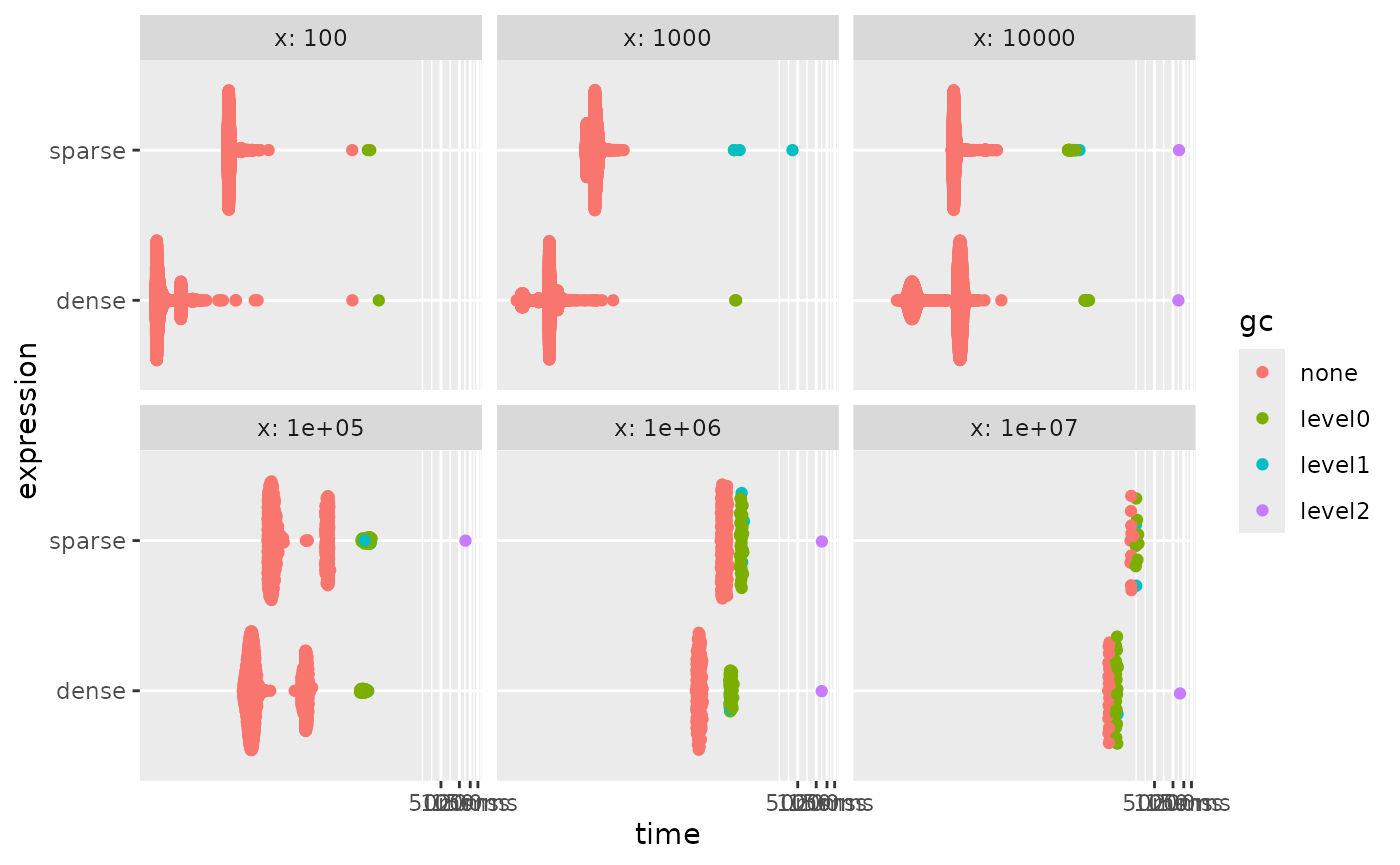 x: 100
x: 1000
x: 10000
sparse
dense
x: 1e+05
x: 1e+06
x: 1e+07
sparse
dense
expression
time
gc
none
level0
level1
level2